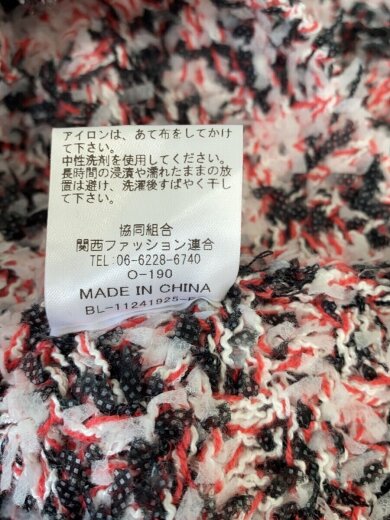 アイロンは、あて布をしてかけ
て下さい。
中性洗剤を使用してください。
長時間の浸漬や濡れたままの放
置は避け、洗濯後すばやく干し
て下さい。
協同組合
関西ファッション連合
TEL:06-6228-6740
O-190
MADE IN CHINA
BL-11241925-